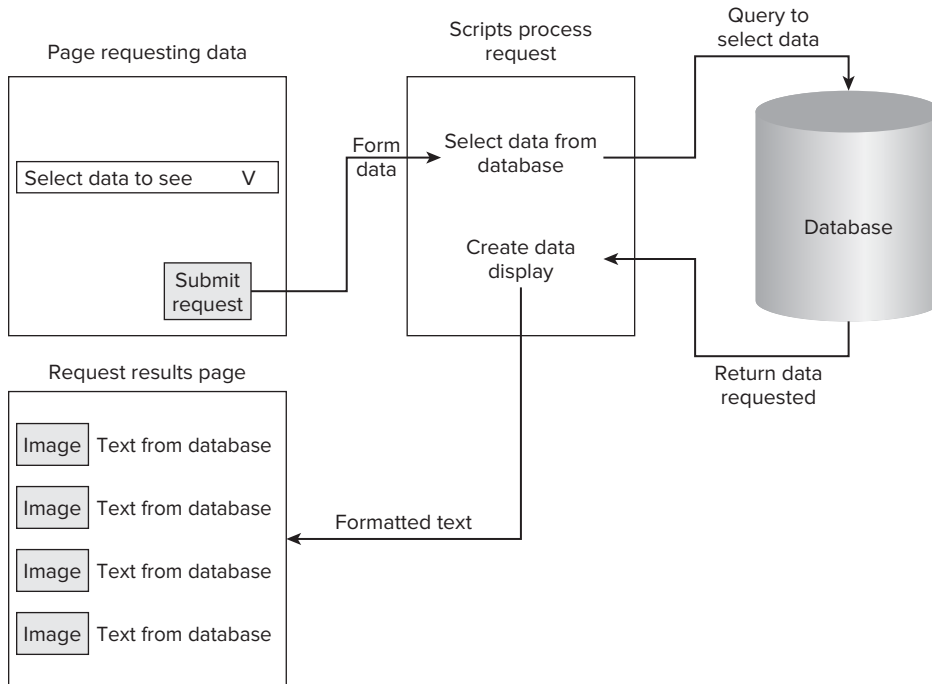 Page requesting data
Select data to see V
Submit
request
Form
data
Scripts process
request
Select data from
database
Create data
display
Query to
select data
Database
Return data
requested
Formatted text
Request results page
Image Text from database
Image Text from database
Image Text from database
Image Text from database